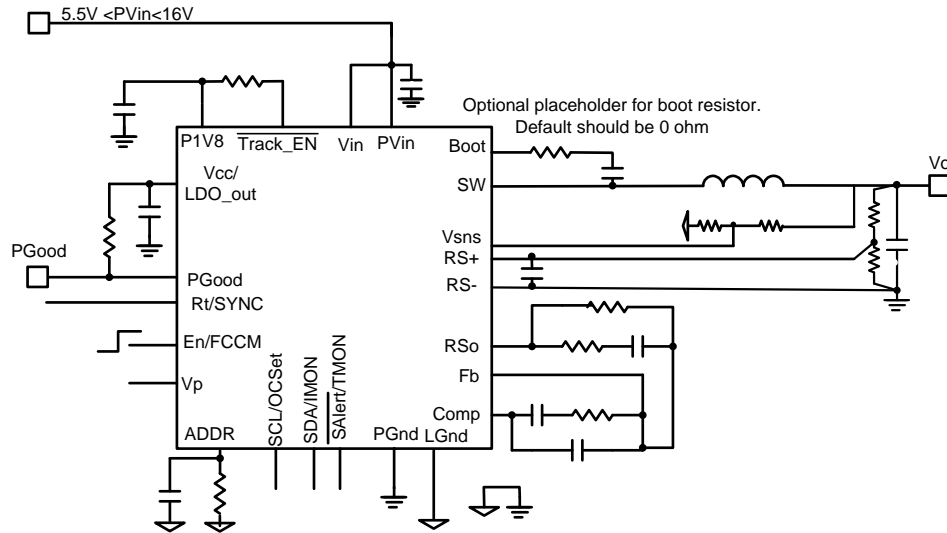 5.5V <PVin<16V
Optional placeholder for boot resistor.
Default should be 0 ohm
P1V8
Track_EN
Vin
PVin
Boot
Vcc/
LDO_out
SW
Vo
Vsns
PGood
RS+
PGood
RS-
Rt/SYNC
En/FCCM
RSo
Vp
Fb
Comp
ADDR
SCL/OCSet
SDA/IMON
SAlert/TMON
PGnd
LGnd